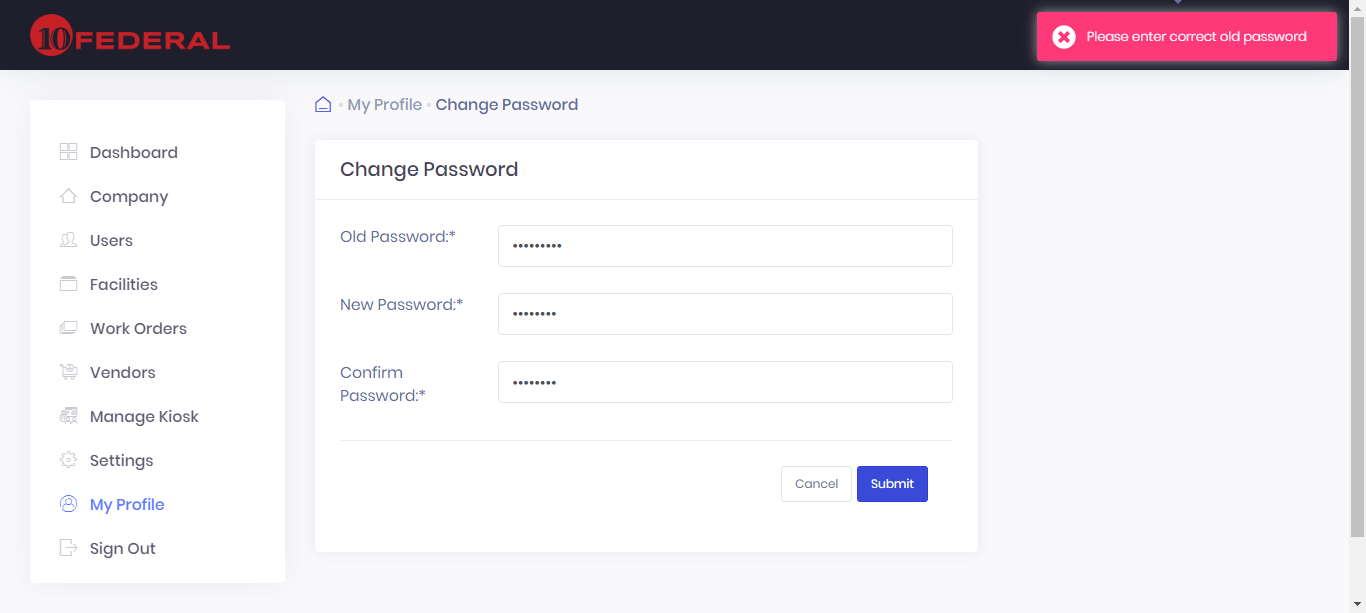 10 FEDERAL
Please enter correct old password
My Profile • Change Password
Dashboard
Company
Users
Facilities
Work Orders
Vendors
Manage Kiosk
Settings
My Profile
Sign Out
Change Password
Old Password:*
•••••••••
New Password:*
••••••••
Confirm
Password:*
••••••••
Cancel
Submit